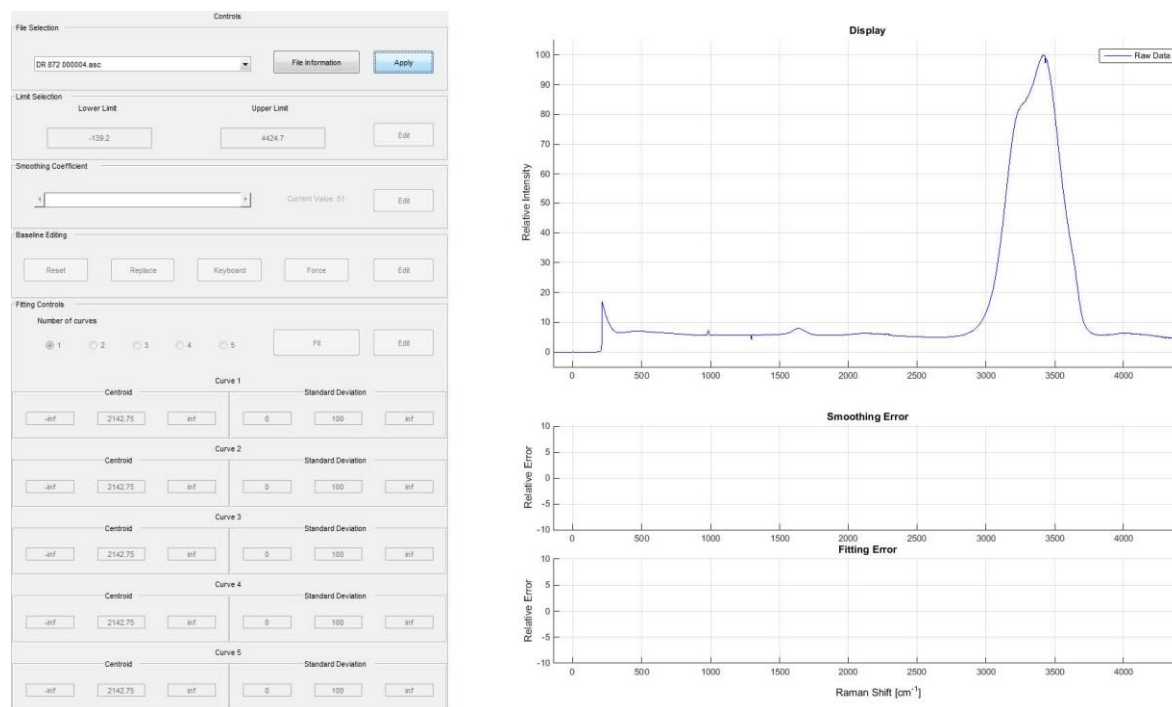 Controls
File Selection
DR 872 000004.asc
File Information
Apply
Limit Selection
Lower Limit
Upper Limit
-139.2
4424.7
Edit
Smoothing Coefficient
Current Value: 51
Edit
Baseline Editing
Reset
Replace
Keyboard
Force
Edit
Fitting Controls
Number of curves
1
2
3
4
5
Fit
Edit
Curve 1
Centroid
Standard Deviation
-inf
2142.75
inf
0
100
inf
Curve 2
Centroid
Standard Deviation
-inf
2142.75
inf
0
100
inf
Curve 3
Centroid
Standard Deviation
-inf
2142.75
inf
0
100
inf
Curve 4
Centroid
Standard Deviation
-inf
2142.75
inf
0
100
inf
Curve 5
Centroid
Standard Deviation
-inf
2142.75
inf
0
100
inf
Display
Raw Data
Relative Intensity
100
90
80
70
60
50
40
30
20
10
0
0
500
1000
1500
2000
2500
3000
3500
4000
Smoothing Error
Relative Error
10
5
0
-5
-10
0
500
1000
1500
2000
2500
3000
3500
4000
Fitting Error
Relative Error
10
5
0
-5
-10
0
500
1000
1500
2000
2500
3000
3500
4000
Raman Shift [cm⁻¹]